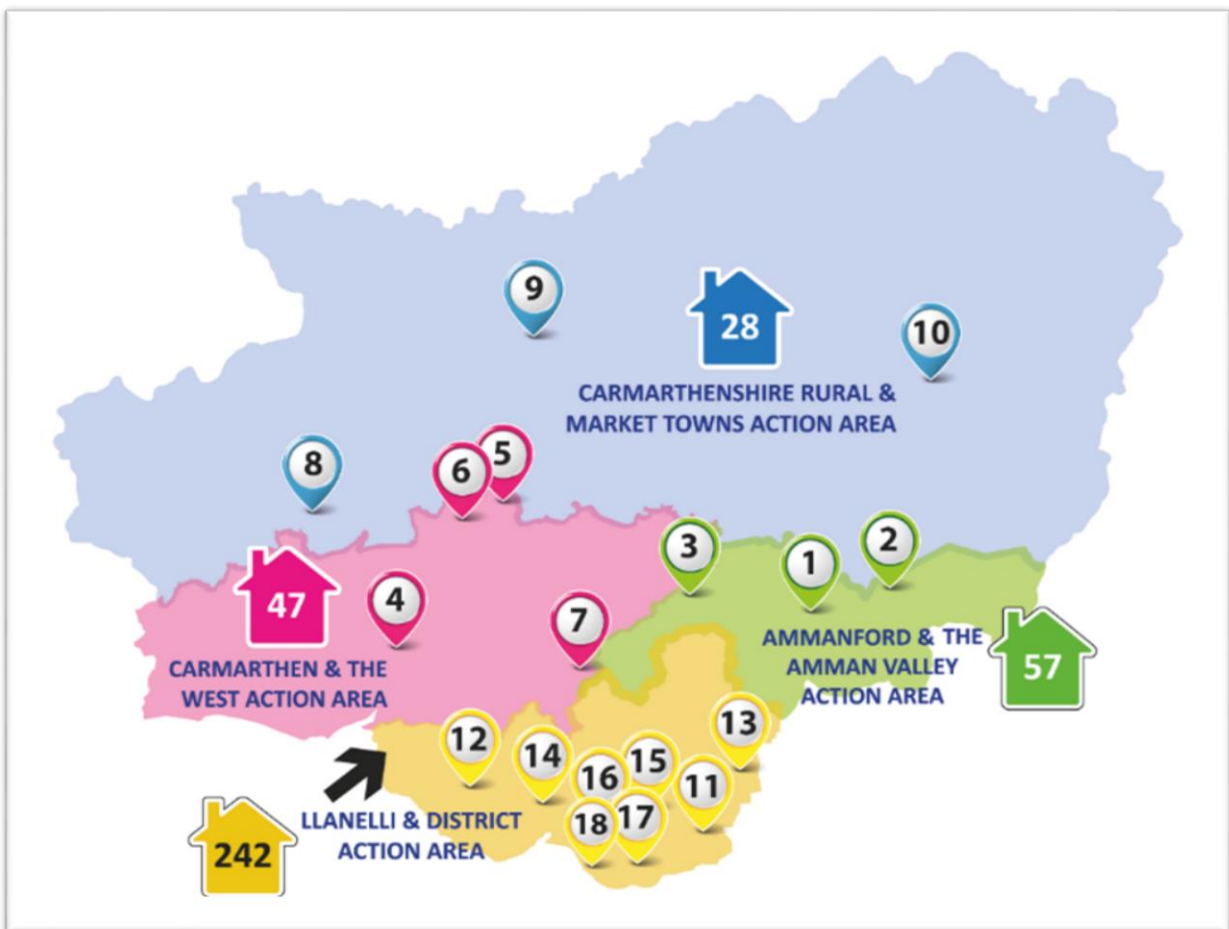 9
28
10
CARMARTHENSHIRE RURAL &
MARKET TOWNS ACTION AREA
8
6
5
3
1
2
47
4
7
CARMARTHEN & THE
WEST ACTION AREA
AMMANFORD & THE
AMMAN VALLEY
ACTION AREA
57
12
14
16
15
11
13
18
17
LLANELLI & DISTRICT
ACTION AREA
242